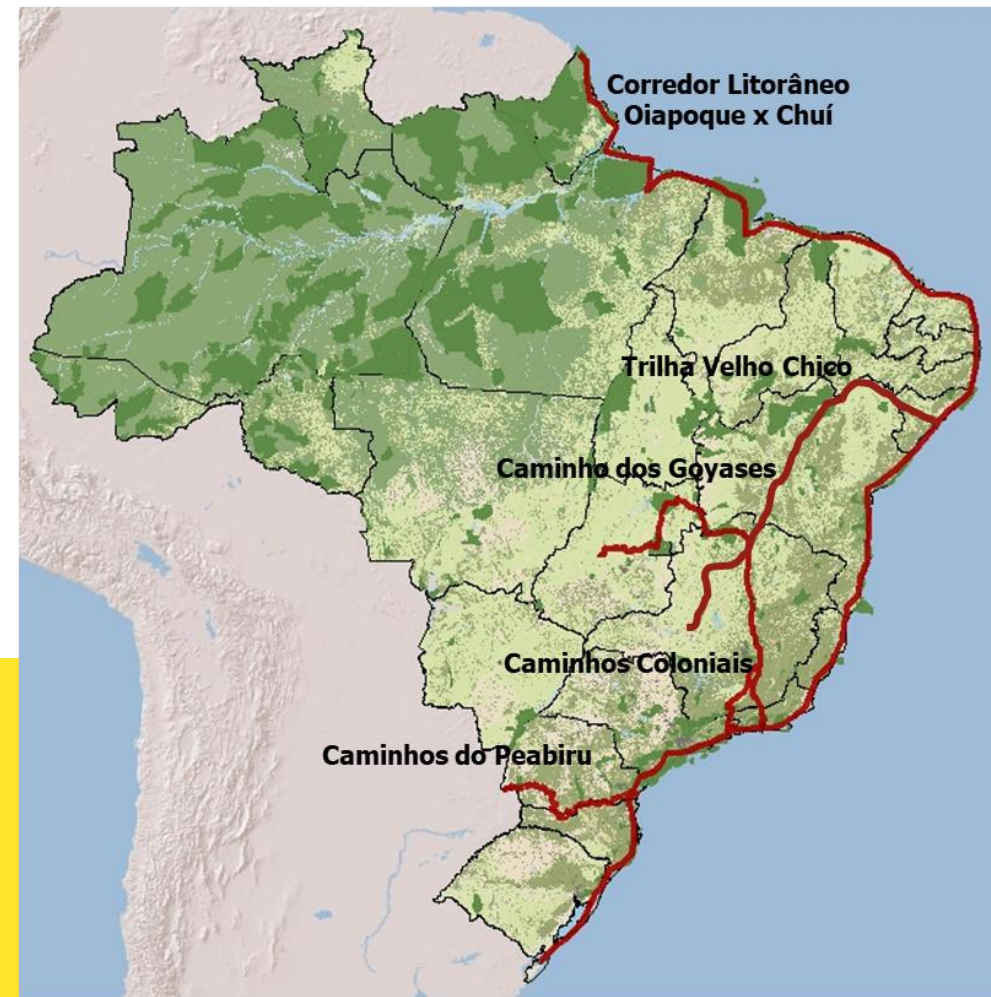 Corredor Litorâneo
Oiapoque x Chuí
Trilha Velho Chico
Caminho dos Goyases
Caminhos Coloniais
Caminhos do Peabiru